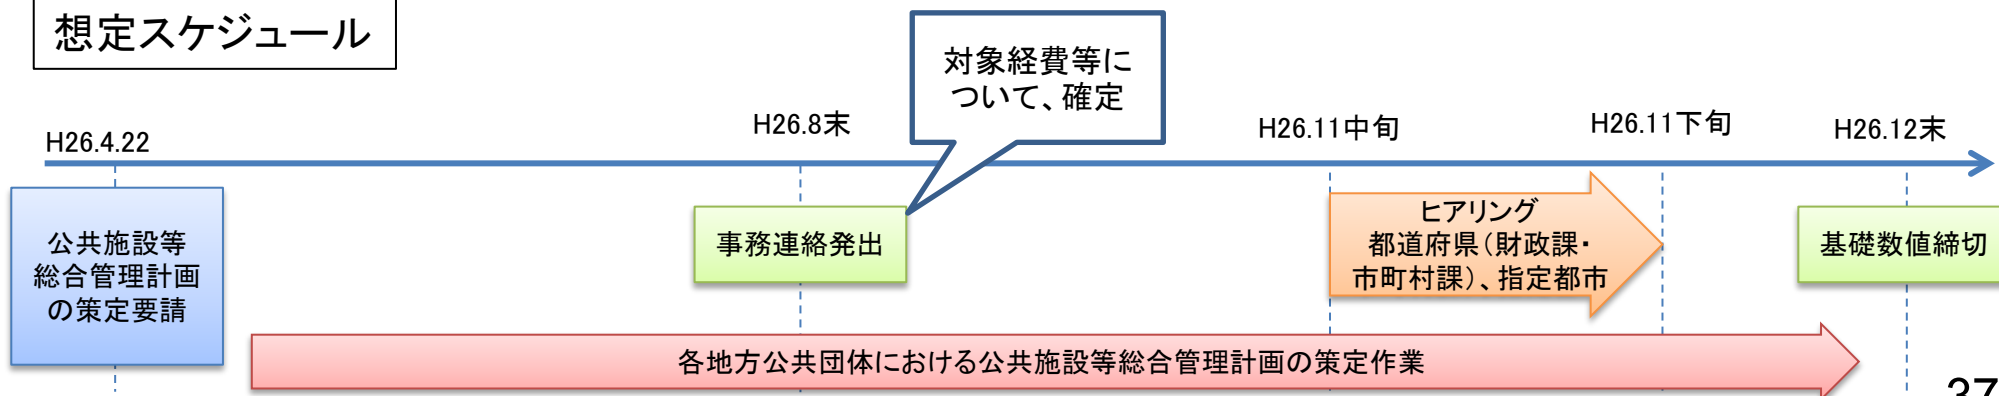 想定スケジュール
対象経費等に
ついて、確定
H26.4.22
H26.8末
H26.11中旬
H26.11下旬
H26.12末
公共施設等
総合管理計画
の策定要請
事務連絡発出
ヒアリング
都道府県(財政課・
市町村課)、指定都市
基礎数値締切
各地方公共団体における公共施設等総合管理計画の策定作業
37